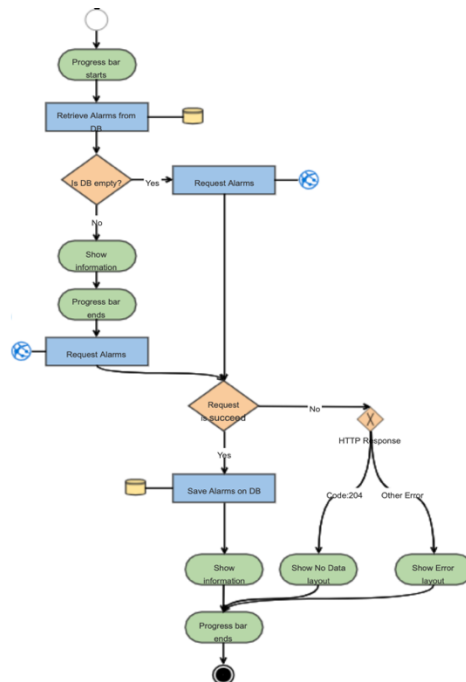 Progress bar
starts
Retrieve Alarms from
DB
Is DB empty?
Yes
Request Alarms
No
Show
information
Progress bar
ends
Request Alarms
Request
is succeed
No
X
HTTP Response
Yes
Code:204
Other Error
Save Alarms on DB
Show
information
Show No Data
layout
Show Error
layout
Progress bar
ends